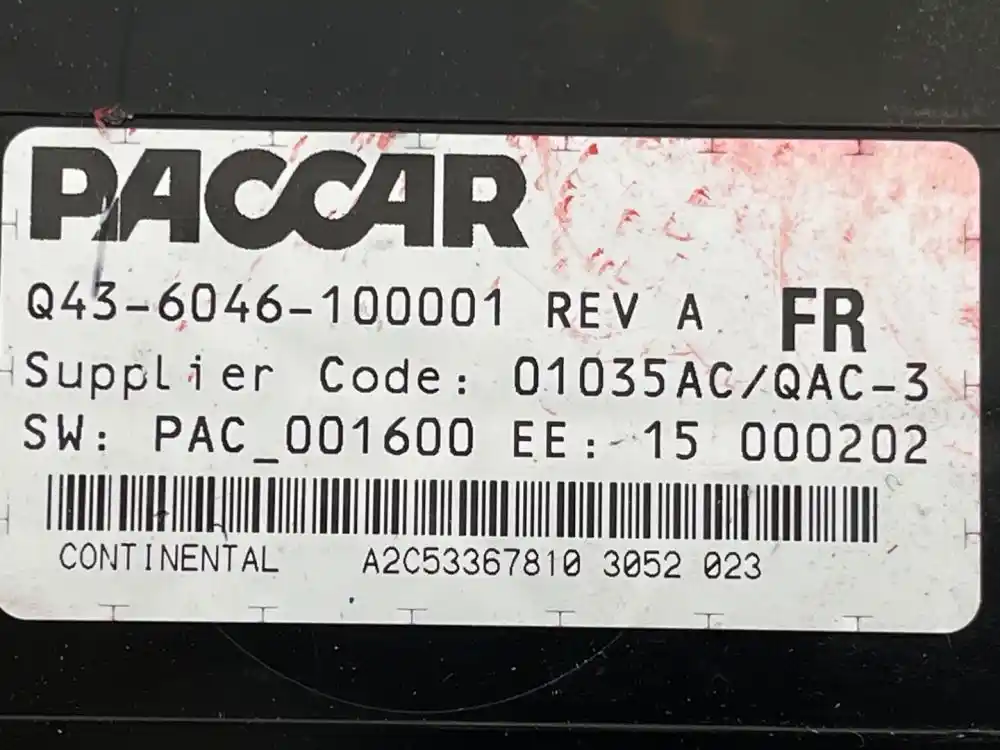 PACCAR
Q43-6046-100001 REV A FR
Supplier Code: 01035AC/QAC-3
SW: PAC_001600 EE: 15 000202
CONTINENTAL A2C53367810 3052 023